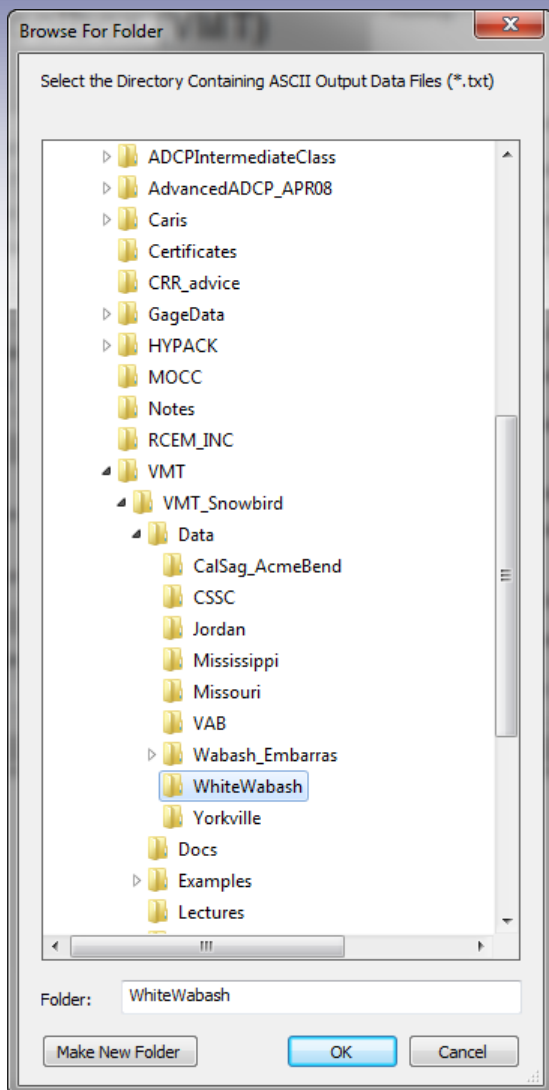 VMT)
Browse For Folder
Select the Directory Containing ASCII Output Data Files (*.txt)
ADCPIntermediateClass
AdvancedADCP_APR08
Caris
Certificates
CRR_advice
GageData
HYPACK
MOCC
Notes
RCEM_INC
VMT
VMT_Snowbird
Data
CalSag_AcmeBend
CSSC
Jordan
Mississippi
Missouri
VAB
Wabash_Embarras
WhiteWabash
Yorkville
Docs
Examples
Lectures
Folder: WhiteWabash
Make New Folder OK Cancel